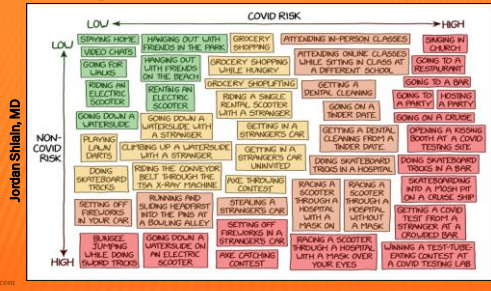 COVID RISK
LOW
HIGH
LOW
NON-
COVID
RISK
HIGH
STAYING HOME
HANGING OUT WITH
FRIENDS IN THE PARK
GROCERY
SHOPPING
ATTENDING IN-PERSON CLASSES
SINGING IN
CHURCH
VIDEO CHATS
GOING FOR
WALKS
HANGING OUT
WITH FRIENDS
ON THE BEACH
GROCERY SHOPPING
WHILE HUNGRY
ATTENDING ONLINE CLASSES
WHILE SITTING IN CLASS AT
A DIFFERENT SCHOOL
GOING TO A
RESTAURANT
RIDING AN
ELECTRIC
SCOOTER
RENTING AN
ELECTRIC
SCOOTER
GROCERY SHOPLIFTING
GETTING A
DENTAL CLEANING
GOING TO A BAR
RIDING A SINGLE
RENTAL SCOOTER
WITH A STRANGER
GOING TO
A PARTY
HOSTING
A PARTY
GOING DOWN A
WATERSLIDE
GOING DOWN A
WATERSLIDE WITH
A STRANGER
GOING ON A
TINDER DATE
GOING ON A CRUISE
GETTING IN A
STRANGER'S CAR
GETTING A DENTAL
CLEANING FROM A
TINDER DATE
OPENING A KISSING
BOOTH AT A COVID
TESTING SITE
PLAYING
LAWN
DARTS
CLIMBING UP A WATERSLIDE
WITH A STRANGER
GETTING IN A
STRANGER'S CAR
UNINVITED
DOING SKATEBOARD
TRICKS IN A HOSPITAL
DOING SKATEBOARD
TRICKS IN A BAR
DOING
SKATEBOARD
TRICKS
RIDING THE CONVEYOR
BELT THROUGH THE
TSA X-RAY MACHINE
AXE THROWING
CONTEST
RACING A
SCOOTER
THROUGH A
HOSPITAL
WITH A
MASK ON
RACING A
SCOOTER
THROUGH A
HOSPITAL
WITHOUT
A MASK
SKATEBOARDING
INTO A MOSH PIT
ON A CRUISE SHIP
SETTING OFF
FIREWORKS
IN YOUR CAR
RUNNING AND
SLIDING HEADFIRST
INTO THE PINS AT
A BOWLING ALLEY
STEALING A
STRANGER'S CAR
GETTING A COVID
TEST FROM A
STRANGER AT A
CROWDED BAR
SETTING OFF
FIREWORKS IN A
STRANGER'S CAR
BUNGEE
JUMPING
WHILE DOING
SWORD TRICKS
GOING DOWN A
WATERSLIDE ON
AN ELECTRIC
SCOOTER
AXE CATCHING
CONTEST
RACING A SCOOTER
THROUGH A HOSPITAL
WITH A MASK OVER
YOUR EYES
WINNING A TEST-TUBE-
EATING CONTEST AT
A COVID TESTING LAB
Jordan Shlain, MD
com